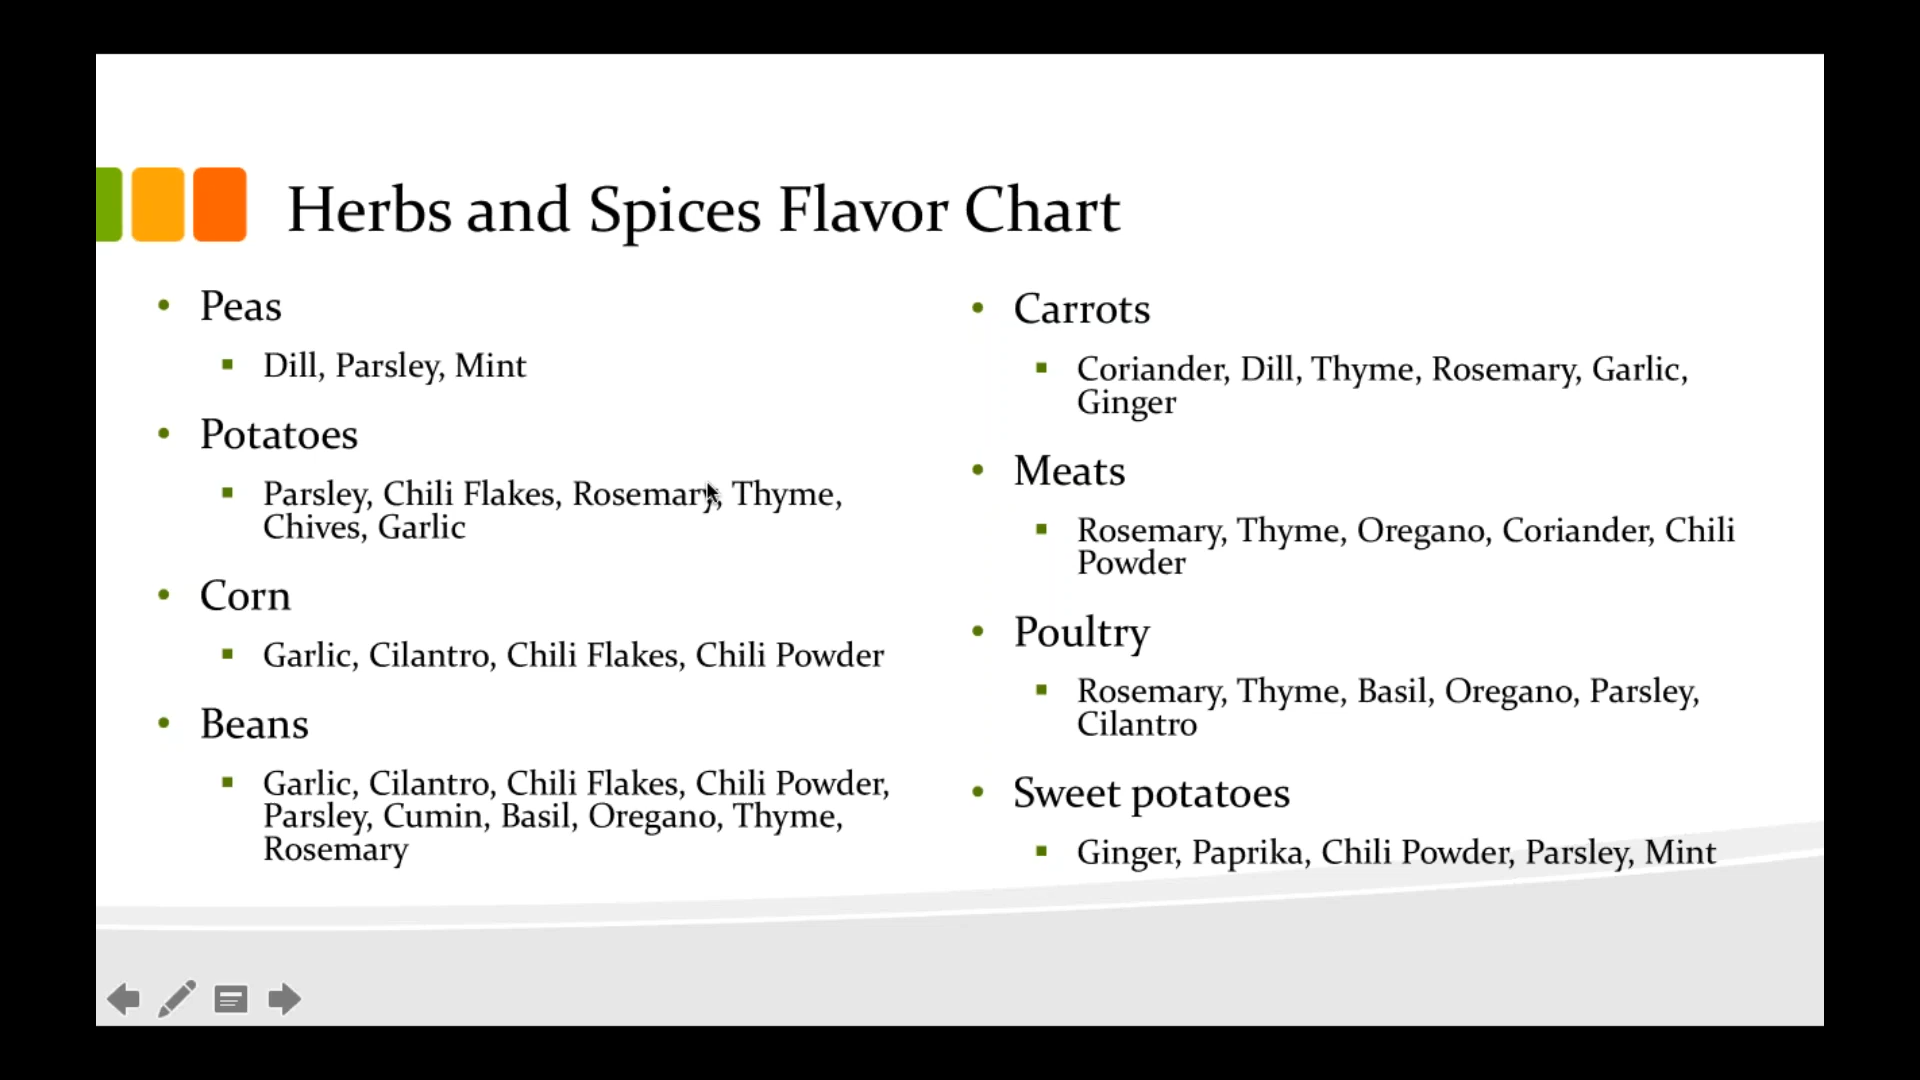 Herbs and Spices Flavor Chart
Peas
Dill, Parsley, Mint
Potatoes
Parsley, Chili Flakes, Rosemary, Thyme,
Chives, Garlic
Corn
Garlic, Cilantro, Chili Flakes, Chili Powder
Beans
Garlic, Cilantro, Chili Flakes, Chili Powder,
Parsley, Cumin, Basil, Oregano, Thyme,
Rosemary
Carrots
Coriander, Dill, Thyme, Rosemary, Garlic,
Ginger
Meats
Rosemary, Thyme, Oregano, Coriander, Chili
Powder
Poultry
Rosemary, Thyme, Basil, Oregano, Parsley,
Cilantro
Sweet potatoes
Ginger, Paprika, Chili Powder, Parsley, Mint